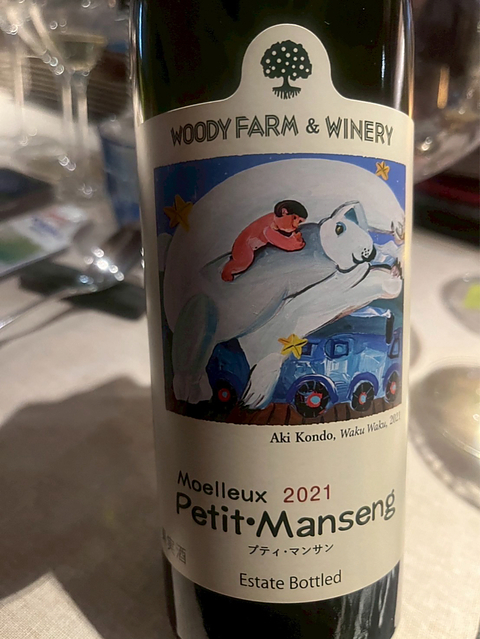 WOODY FARM & WINERY
Aki Kondo, Waku Waku,
Moelleux 2021
Petit・Manseng
プティ・マンサン
Estate Bottled